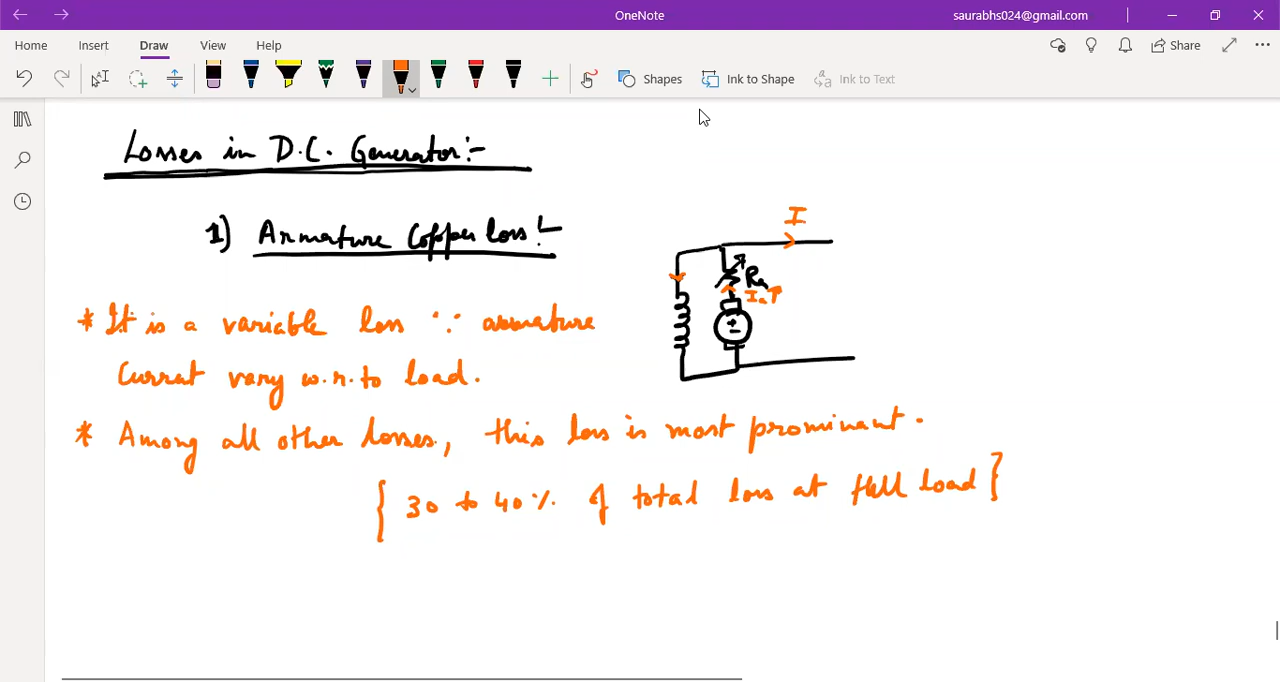 OneNote
saurabhs024@gmail.com
Home Insert Draw View Help
Share
Shapes
Ink to Shape
Ink to Text
Losses in D.C. Generator:-
1) Armature Copper loss:-
I
Ra
Ia↑
* It is a variable loss ∵ armature
Currat vary w.r.to load.
* Among all other losses, this loss is most prominant.
{ 30 to 40% of total loss at full load }